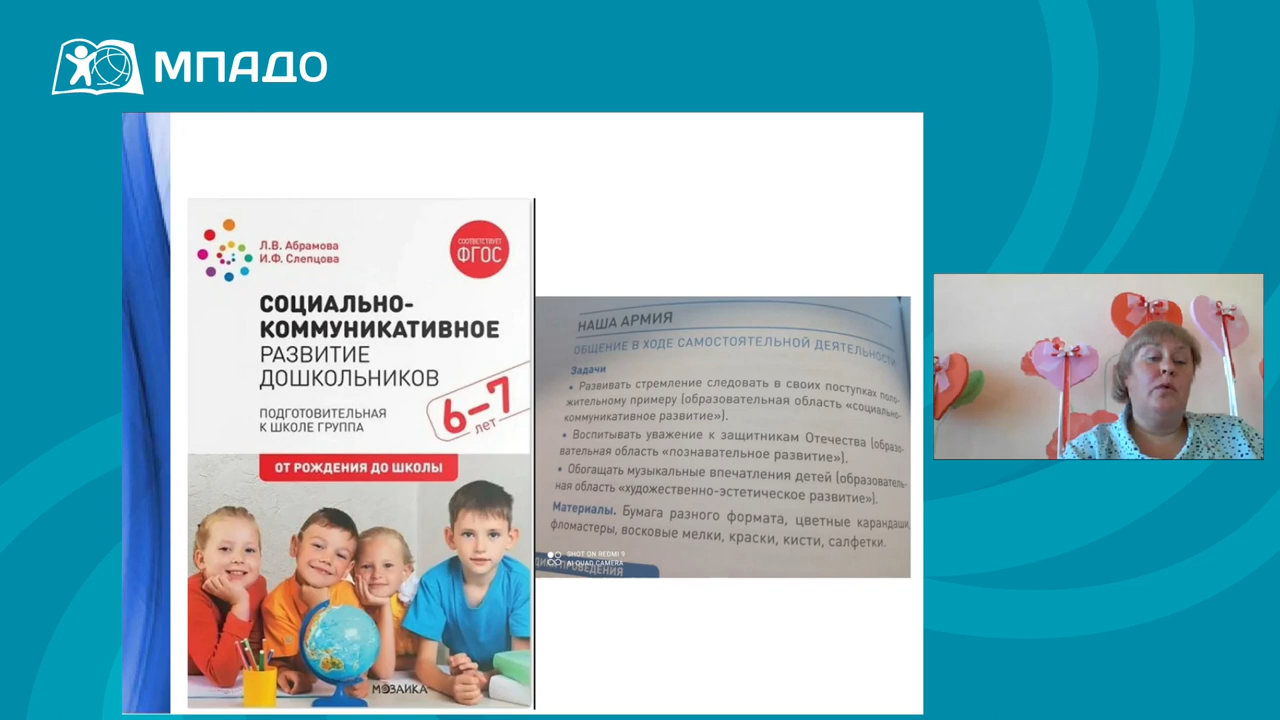 МПАДО
Л.В. Абрамова
И.Ф. Слепцова
СООТВЕТСТВУЕТ
ФГОС
СОЦИАЛЬНО-
КОММУНИКАТИВНОЕ
РАЗВИТИЕ
ДОШКОЛЬНИКОВ
6–7
лет
ПОДГОТОВИТЕЛЬНАЯ
К ШКОЛЕ ГРУППА
ОТ РОЖДЕНИЯ ДО ШКОЛЫ
МОЗАИКА
НАША АРМИЯ
ОБЩЕНИЕ В ХОДЕ САМОСТОЯТЕЛЬНОЙ ДЕЯТЕЛЬНОСТИ
Задачи
• Развивать стремление следовать в своих поступках поло-
жительному примеру (образовательная область «социально-
коммуникативное развитие»).
• Воспитывать уважение к защитникам Отечества (образо-
вательная область «познавательное развитие»).
• Обогащать музыкальные впечатления детей (образователь-
ная область «художественно-эстетическое развитие»).
Материалы. Бумага разного формата, цветные карандаши,
фломастеры, восковые мелки, краски, кисти, салфетки.
SHOT ON REDMI 9
AI QUAD CAMERA
ПРОВЕДЕНИЯ